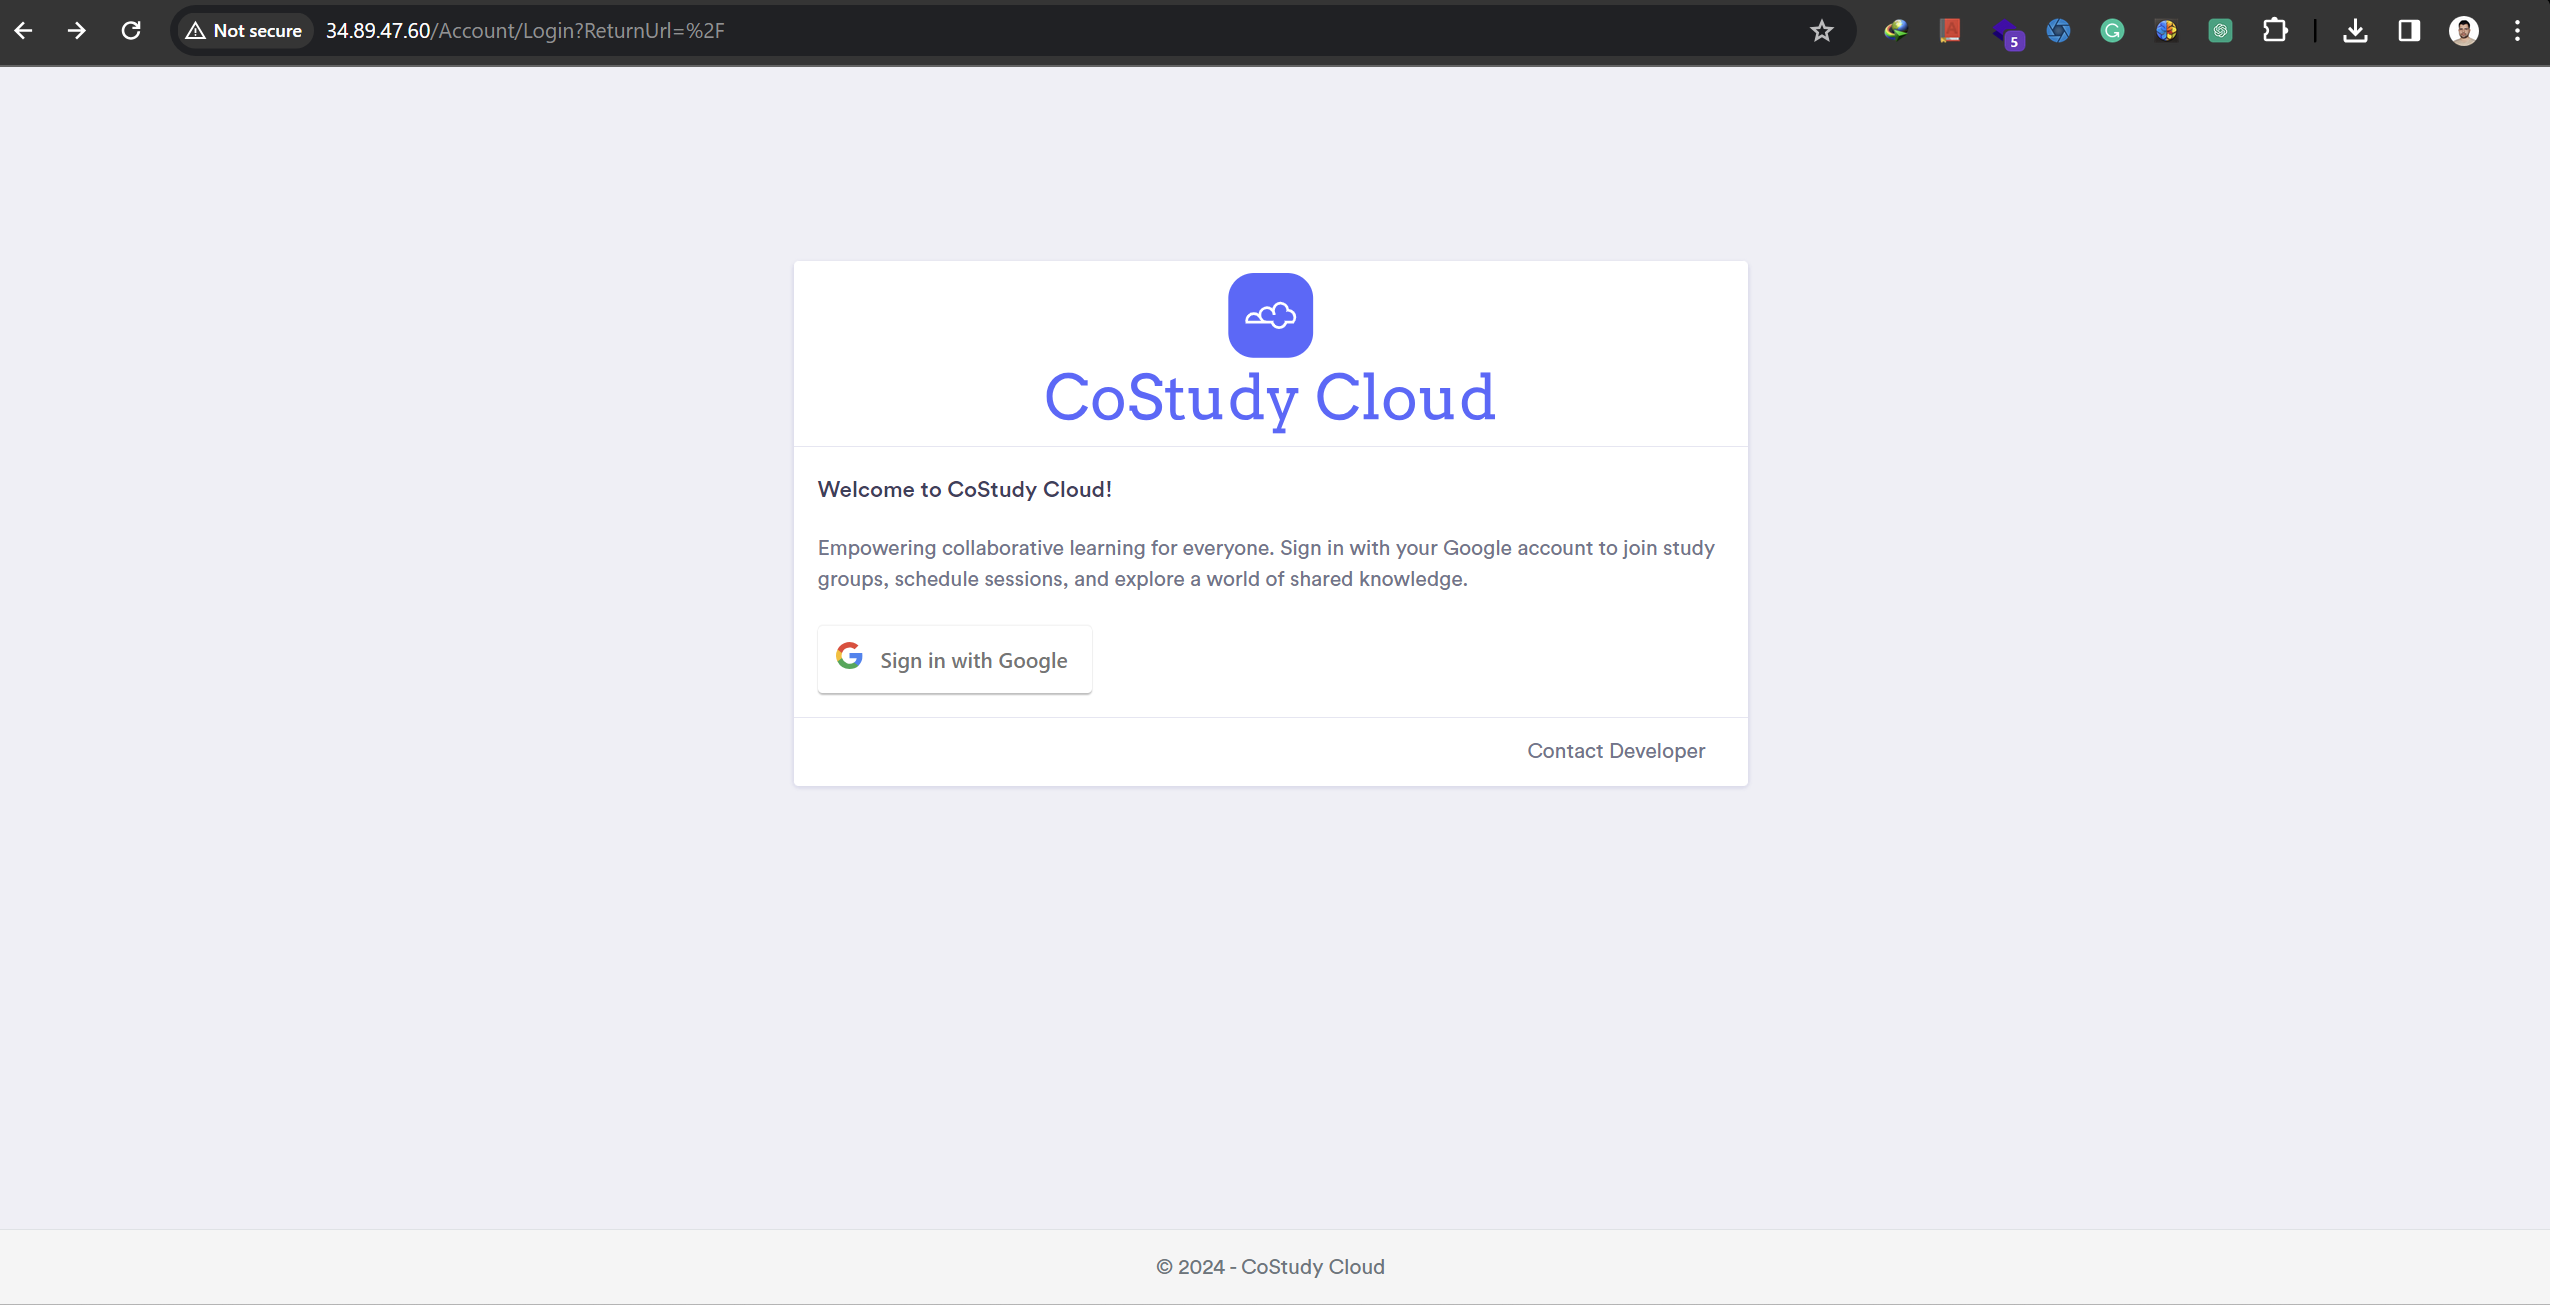 Not secure 34.89.47.60/Account/Login?ReturnUrl=%2F
5
CoStudy Cloud
Welcome to CoStudy Cloud!
Empowering collaborative learning for everyone. Sign in with your Google account to join study
groups, schedule sessions, and explore a world of shared knowledge.
Sign in with Google
Contact Developer
© 2024 - CoStudy Cloud